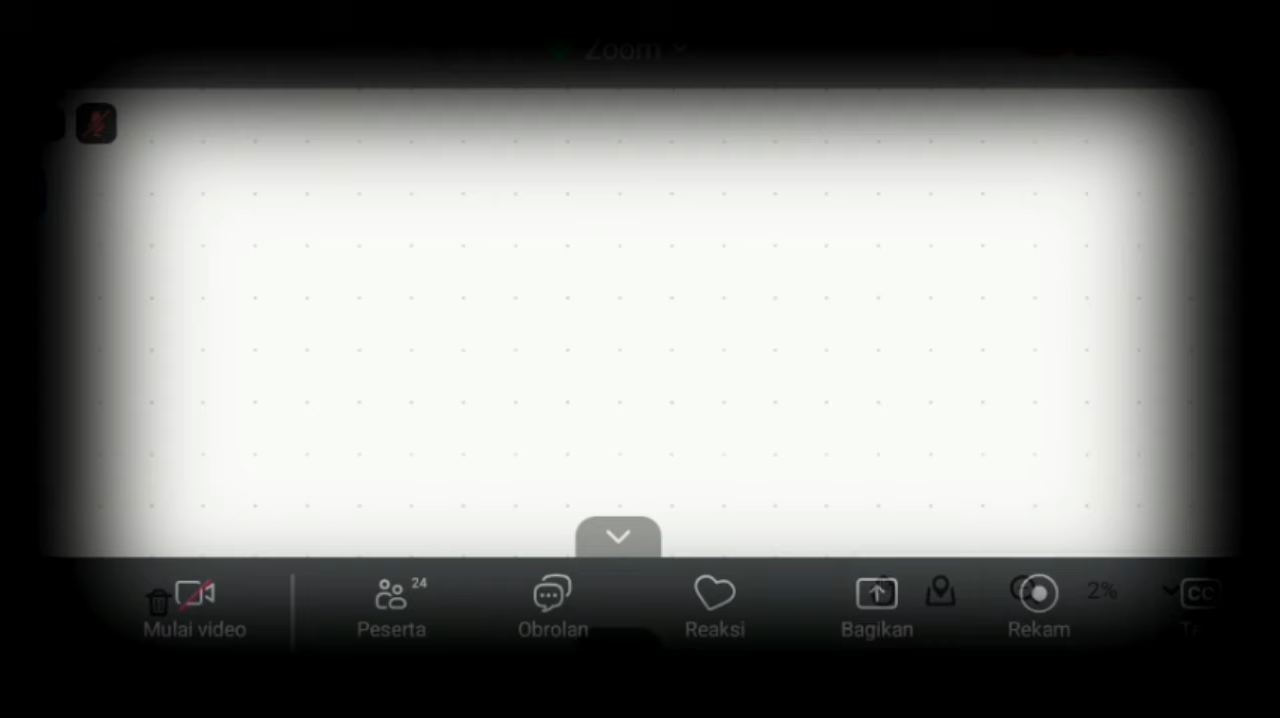 Zoom
24
2%
CC
Mulai video
Peserta
Obrolan
Reaksi
Bagikan
Rekam